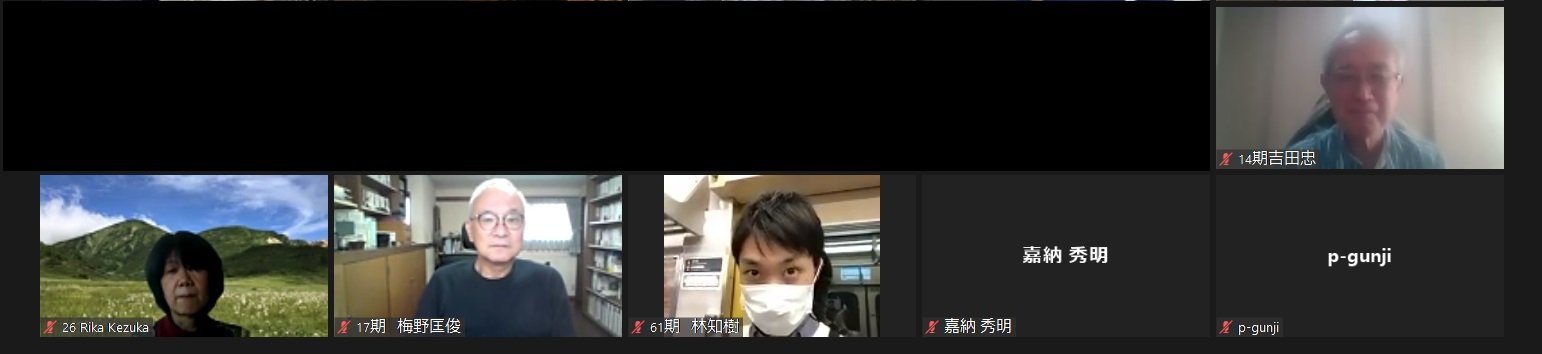 14期吉田忠
嘉納 秀明
p-gunji
26 Rika Kezuka
17期 梅野匡俊
61期 林知樹
嘉納 秀明
p-gunji